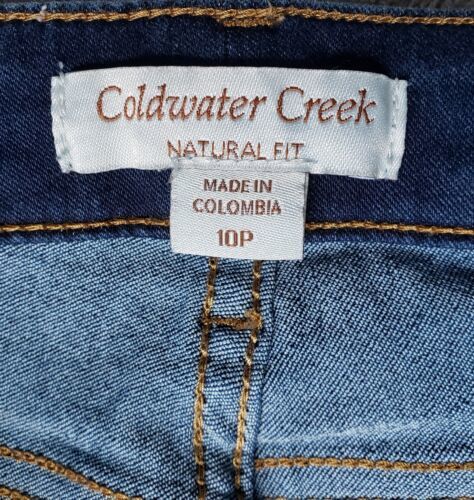 Coldwater Creek
NATURAL FIT
MADE IN
COLOMBIA
10P